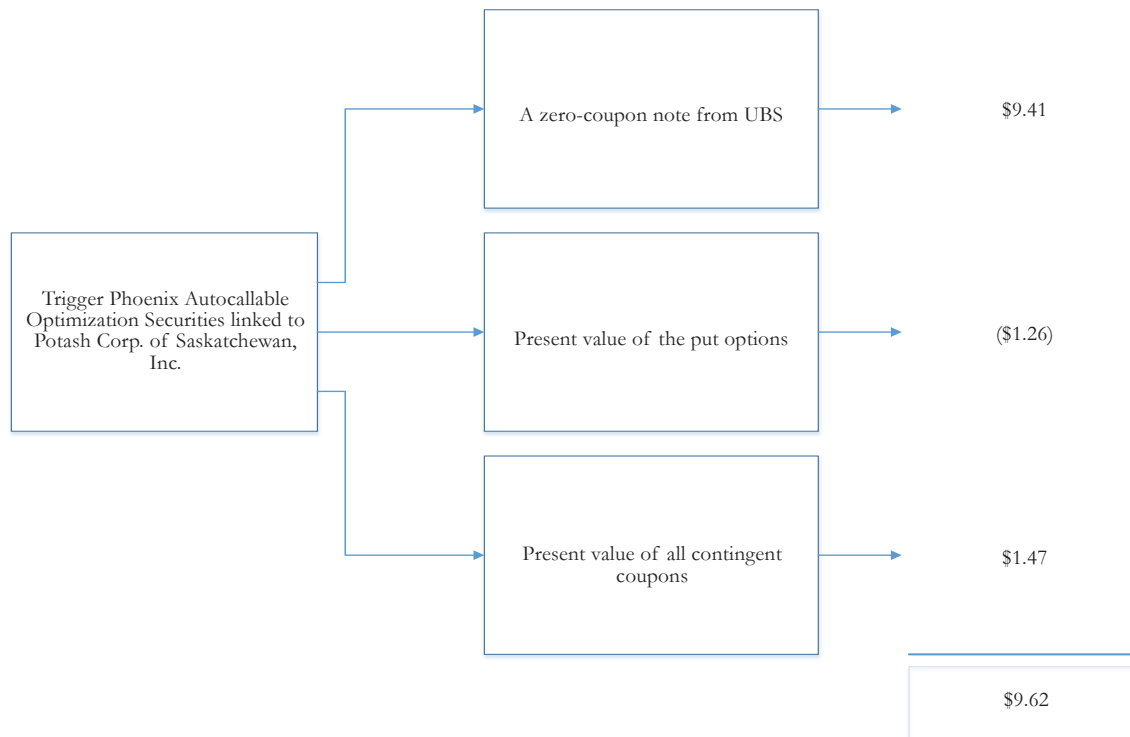 A zero-coupon note from UBS
$9.41
Trigger Phoenix Autocallable
Optimization Securities linked to
Potash Corp. of Saskatchewan,
Inc.
Present value of the put options
($1.26)
Present value of all contingent
coupons
$1.47
$9.62